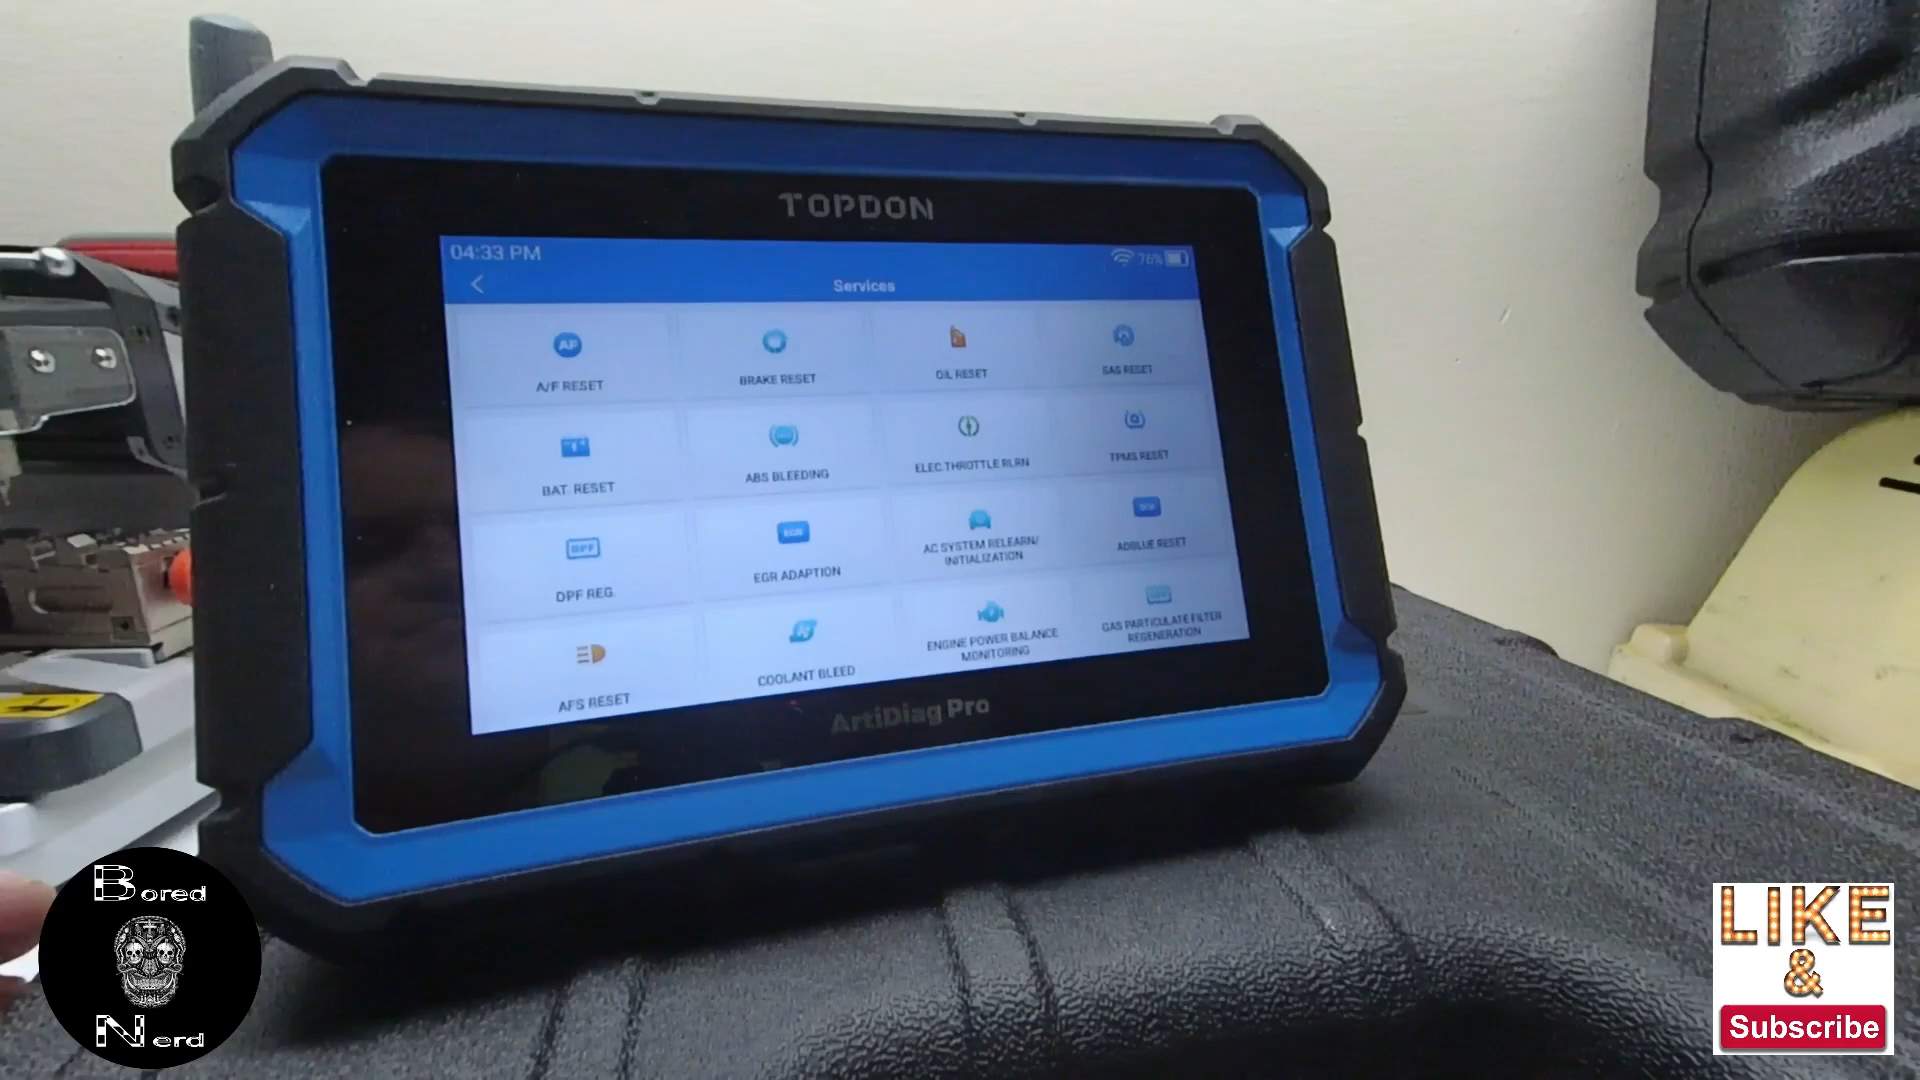 TOPDON
04:33 PM
76%
Services
A/F RESET
BRAKE RESET
OIL RESET
SAS RESET
BAT. RESET
ABS BLEEDING
ELEC.THROTTLE RLRN
TPMS RESET
DPF REG.
EGR ADAPTION
AC SYSTEM RELEARN/
INITIALIZATION
ADBLUE RESET
AFS RESET
COOLANT BLEED
ENGINE POWER BALANCE
MONITORING
GAS PARTICULATE FILTER
REGENERATION
ArtiDiag Pro
Bored
Nerd
LIKE
&
Subscribe